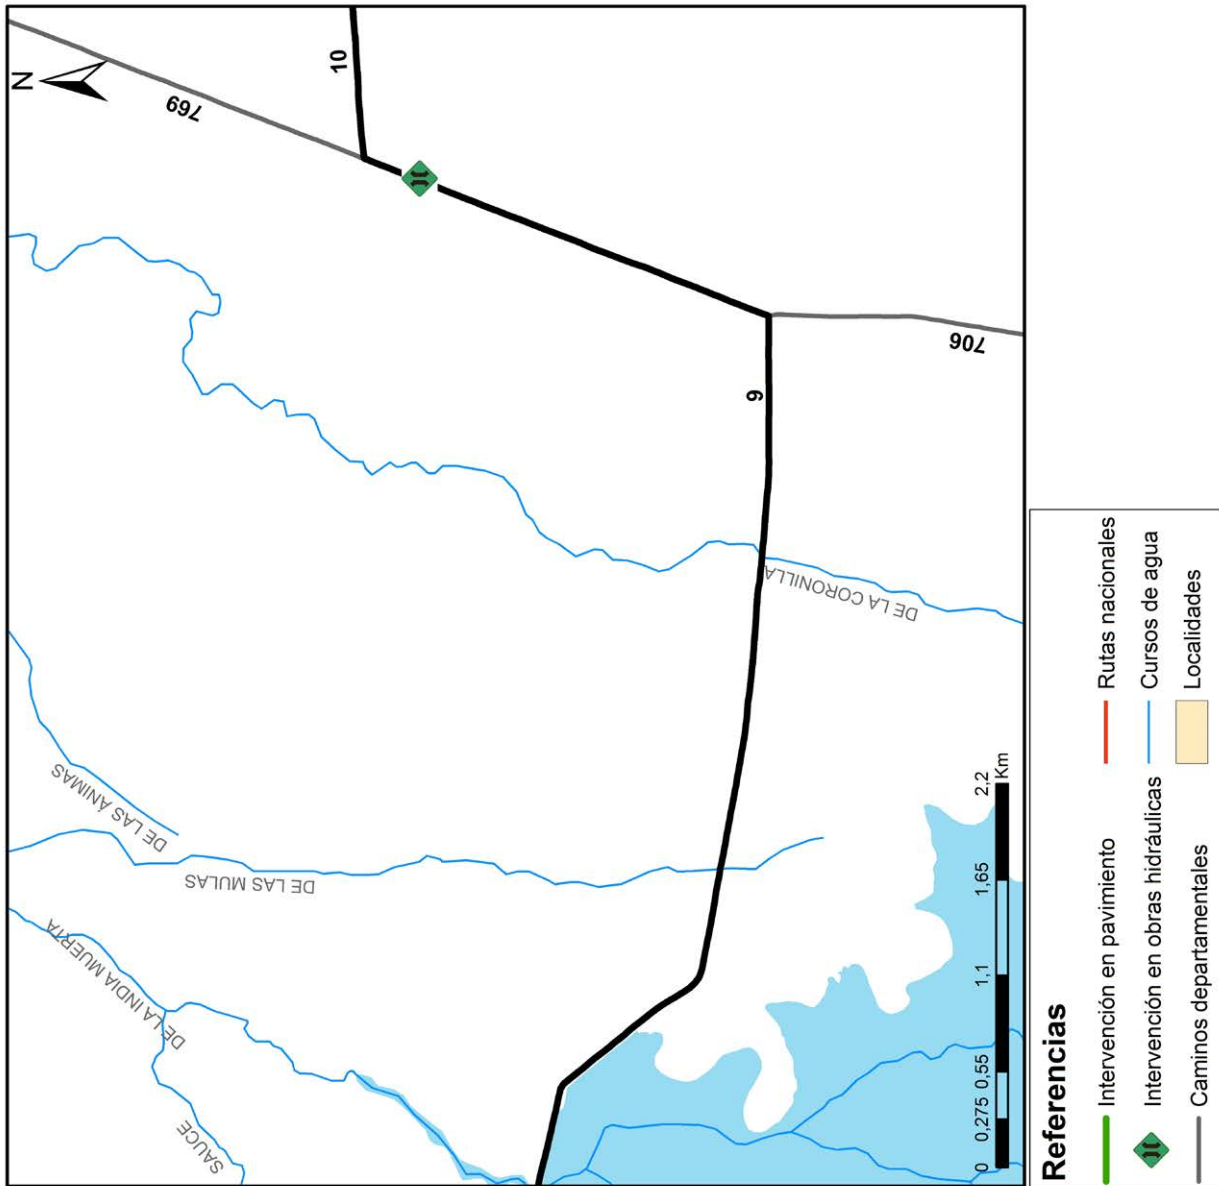 N
SAUCE
DE LA INDIA MUERTA
DE LAS MULAS
DE LAS ÁNIMAS
769
10
9
DE LA CORONILLA
706
0 0,275 0,55 1,1 1,65 2,2
Km
Referencias
Intervención en pavimento
Rutas nacionales
Intervención en obras hidráulicas
Cursos de agua
Caminos departamentales
Localidades